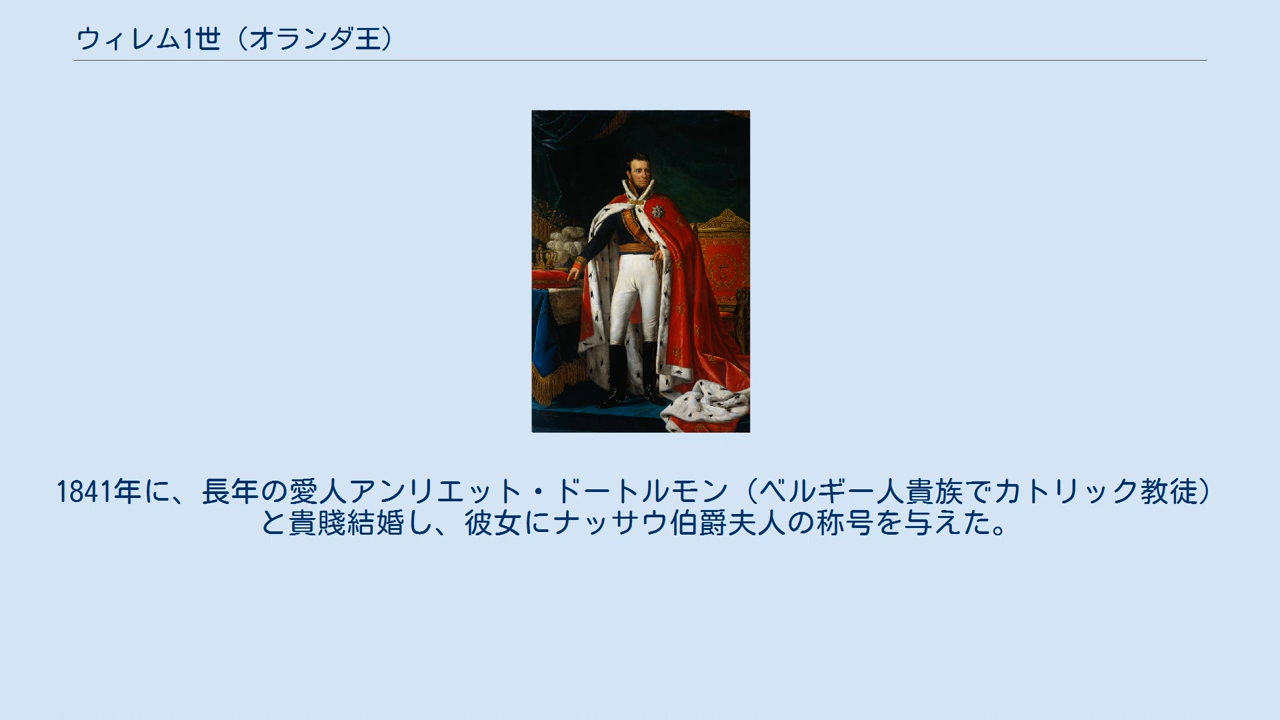 ウィレム1世（オランダ王）
1841年に、長年の愛人アンリエット・ドートルモン（ベルギー人貴族でカトリック教徒）
と貴賤結婚し、彼女にナッサウ伯爵夫人の称号を与えた。